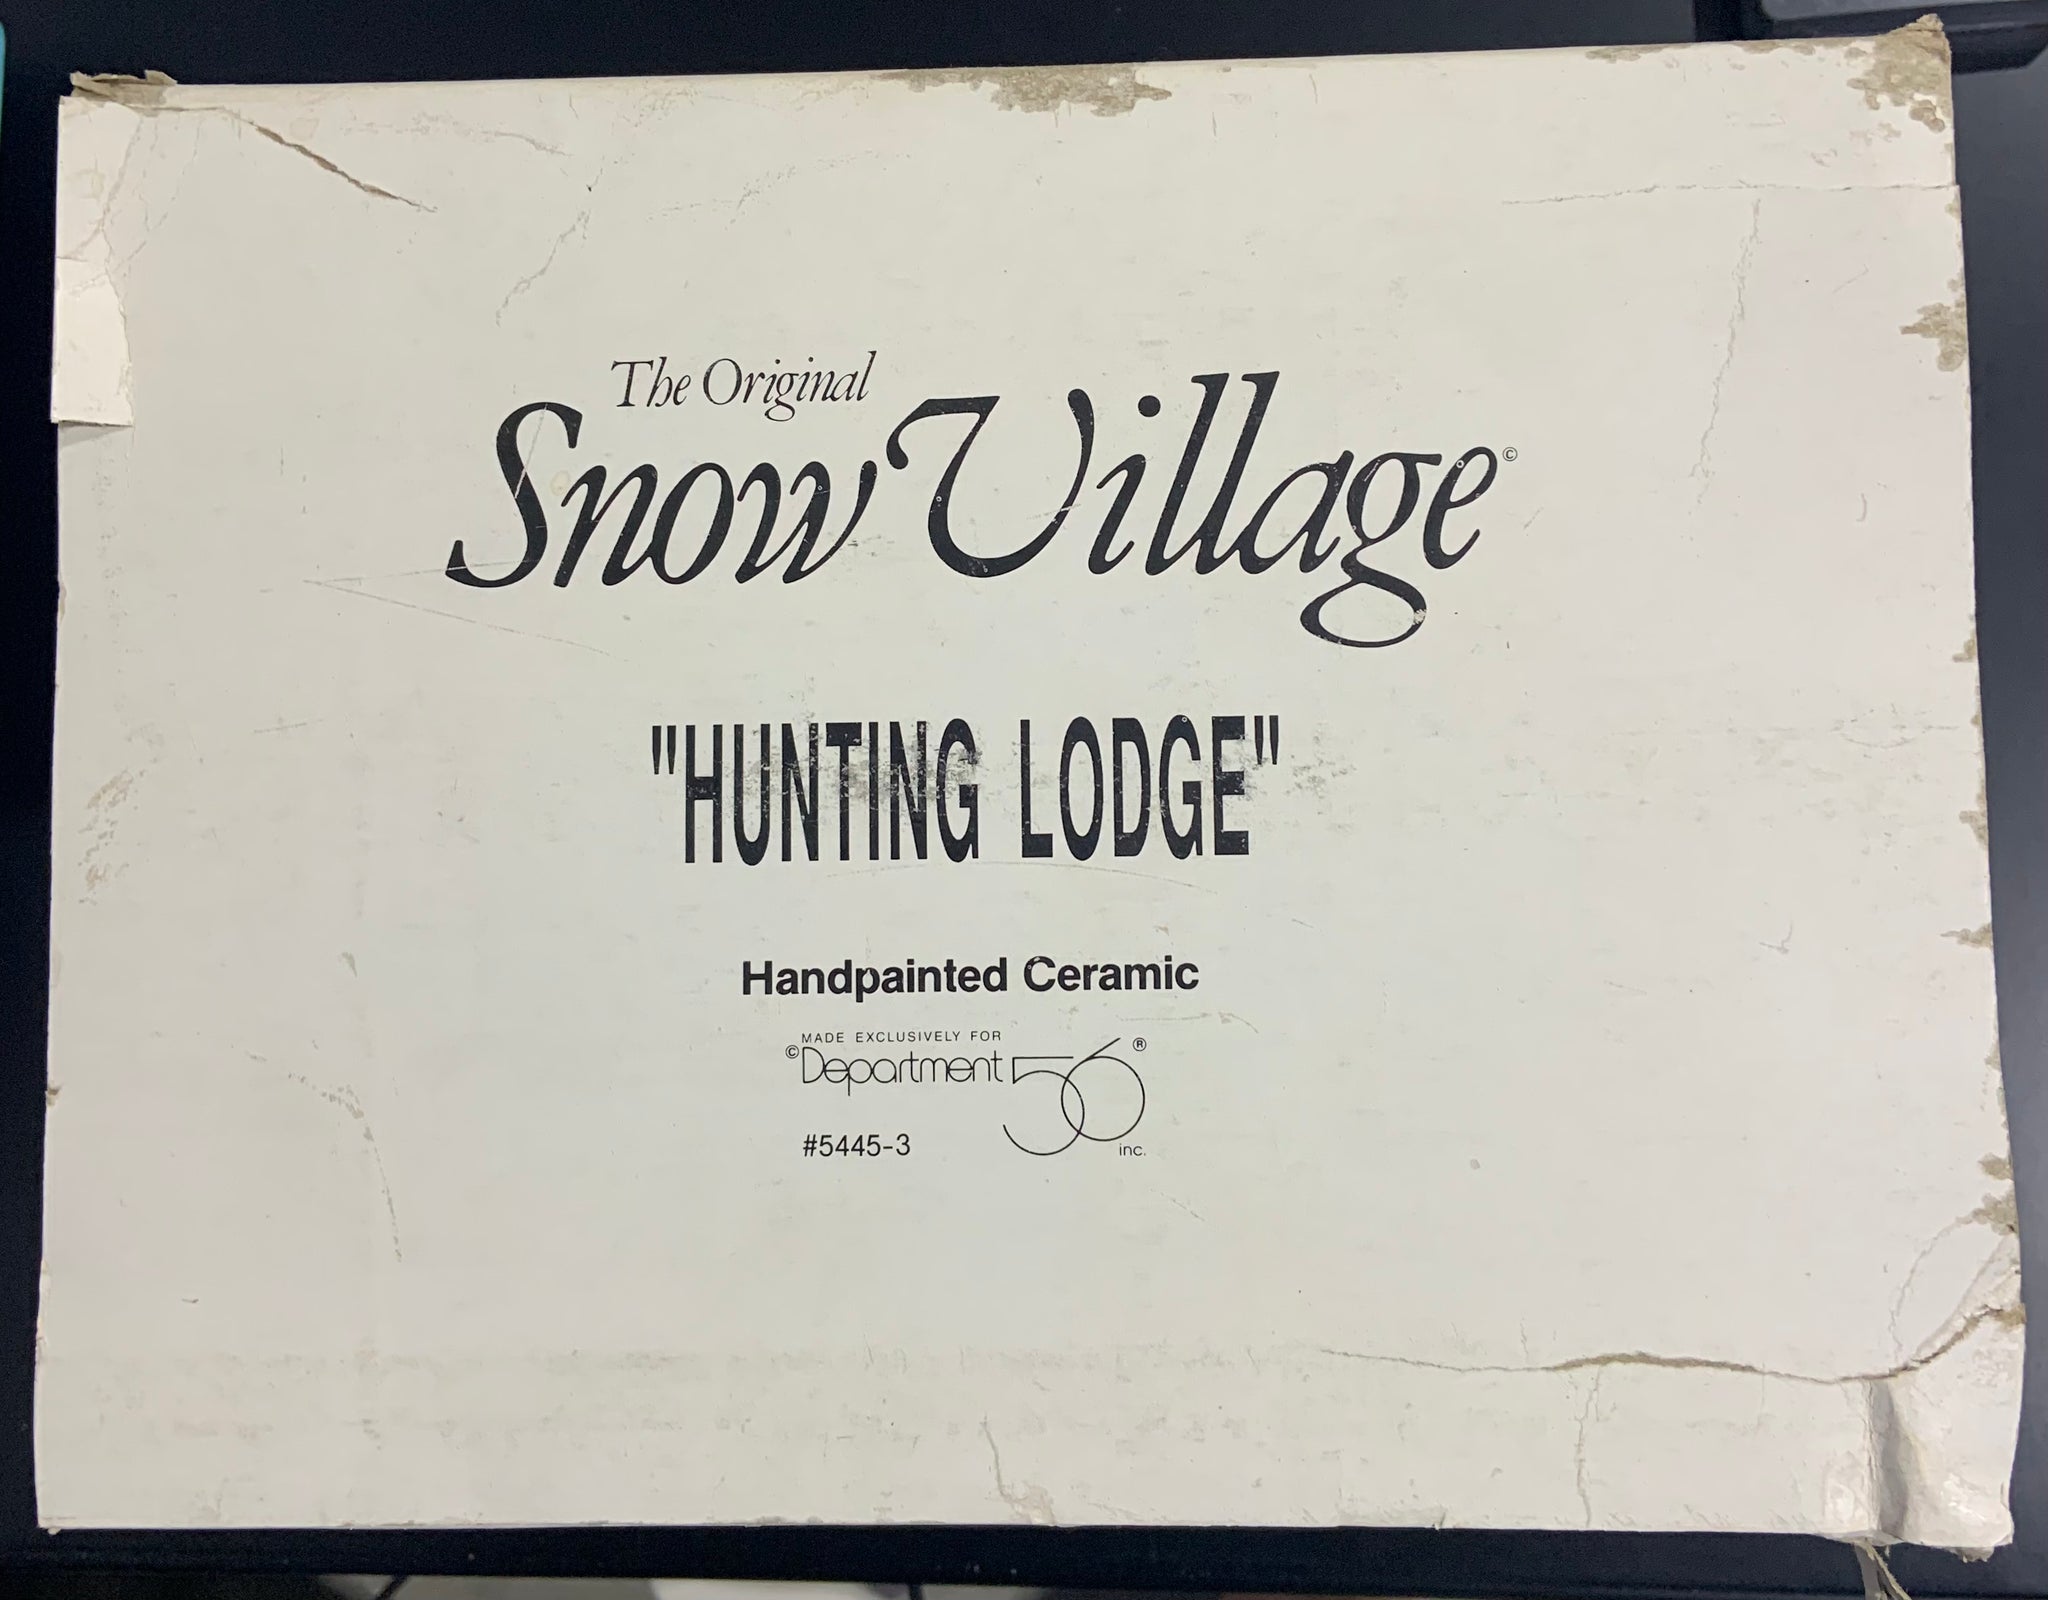 The Original
Snow Village©
"HUNTING LODGE"
Handpainted Ceramic
MADE EXCLUSIVELY FOR
©Department 56®
#5445-3 inc.